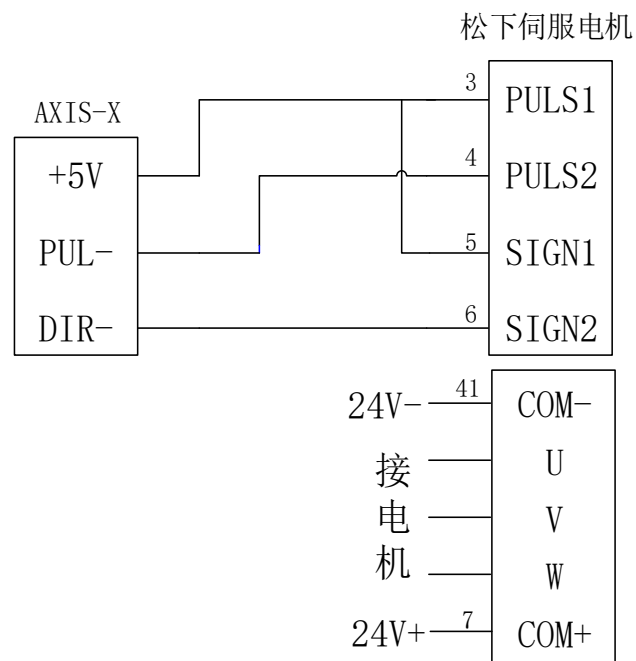 松下伺服电机
AXIS-X
+5V
PUL-
DIR-
3 PULS1
4 PULS2
5 SIGN1
6 SIGN2
24V- 41 COM-
接电机
U
V
W
24V+ 7 COM+